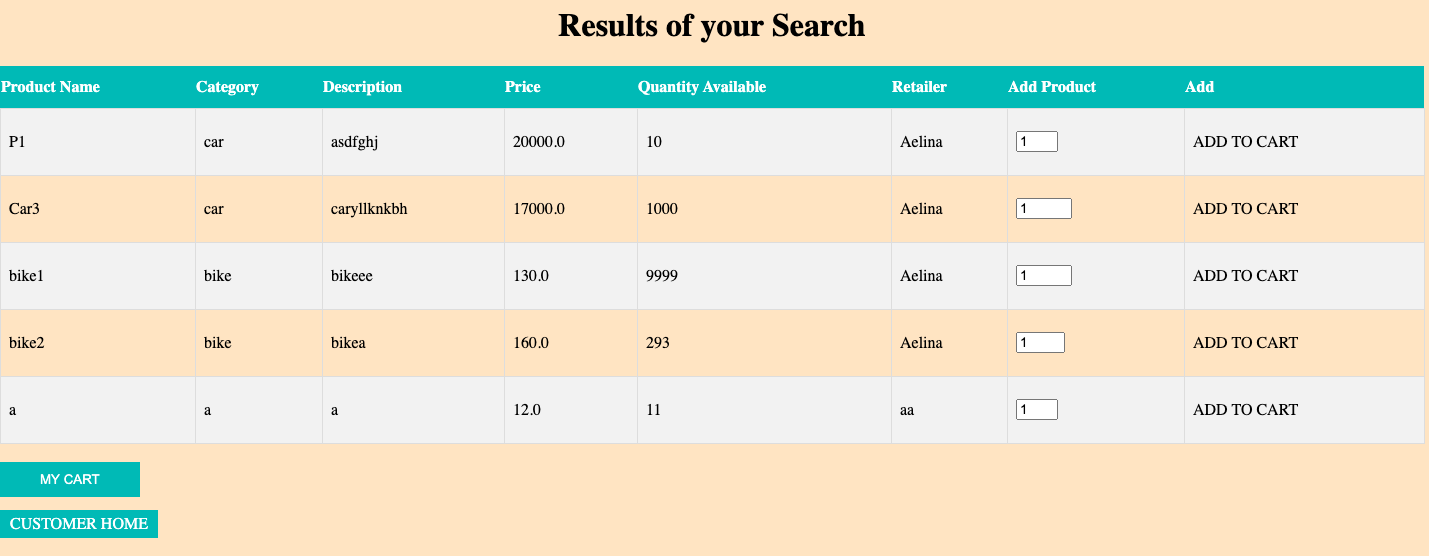 Results of your Search
Product Name Category Description Price Quantity Available Retailer Add Product Add
P1 car asdfghj 20000.0 10 Aelina 1 ADD TO CART
Car3 car caryllknkbh 17000.0 1000 Aelina 1 ADD TO CART
bike1 bike bikeee 130.0 9999 Aelina 1 ADD TO CART
bike2 bike bikea 160.0 293 Aelina 1 ADD TO CART
a a a 12.0 11 aa 1 ADD TO CART
MY CART
CUSTOMER HOME